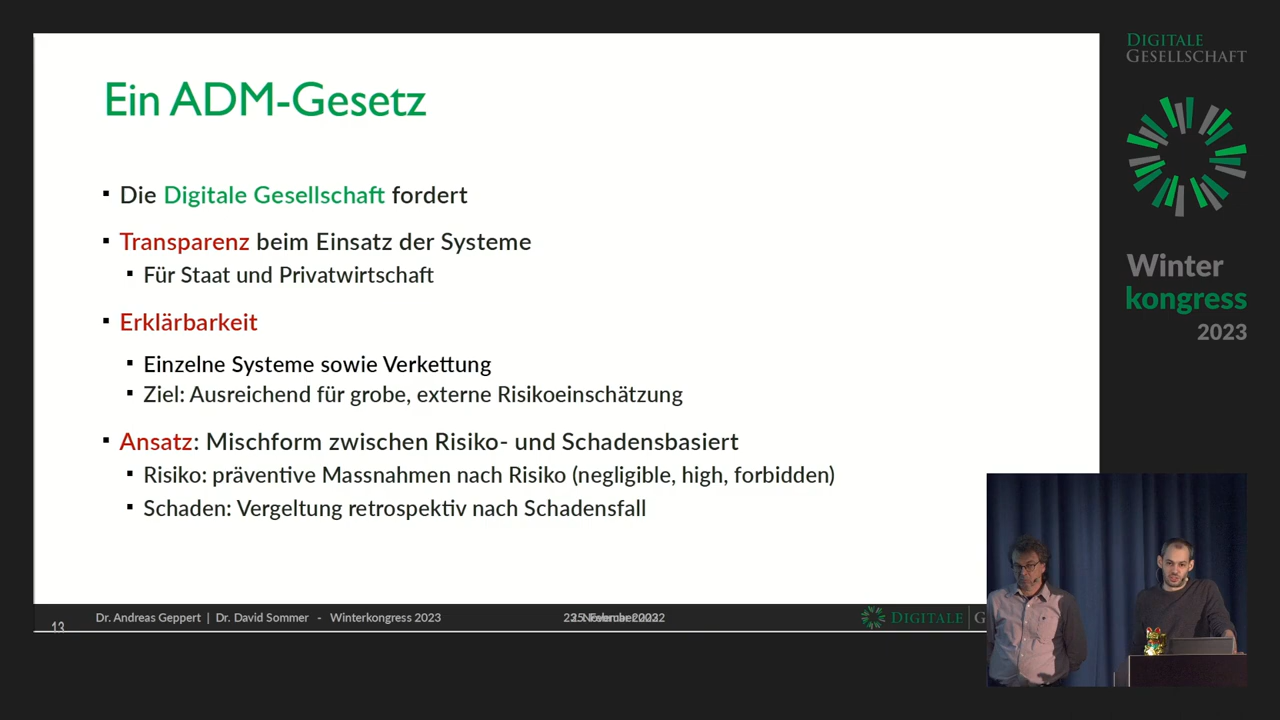 Ein ADM-Gesetz
Die Digitale Gesellschaft fordert
Transparenz beim Einsatz der Systeme
Für Staat und Privatwirtschaft
Erklärbarkeit
Einzelne Systeme sowie Verkettung
Ziel: Ausreichend für grobe, externe Risikoeinschätzung
Ansatz: Mischform zwischen Risiko- und Schadensbasiert
Risiko: präventive Massnahmen nach Risiko (negligible, high, forbidden)
Schaden: Vergeltung retrospektiv nach Schadensfall
13
Dr. Andreas Geppert | Dr. David Sommer - Winterkongress 2023
DIGITALE G
DIGITALE
GESELLSCHAFT
Winter
kongress
2023